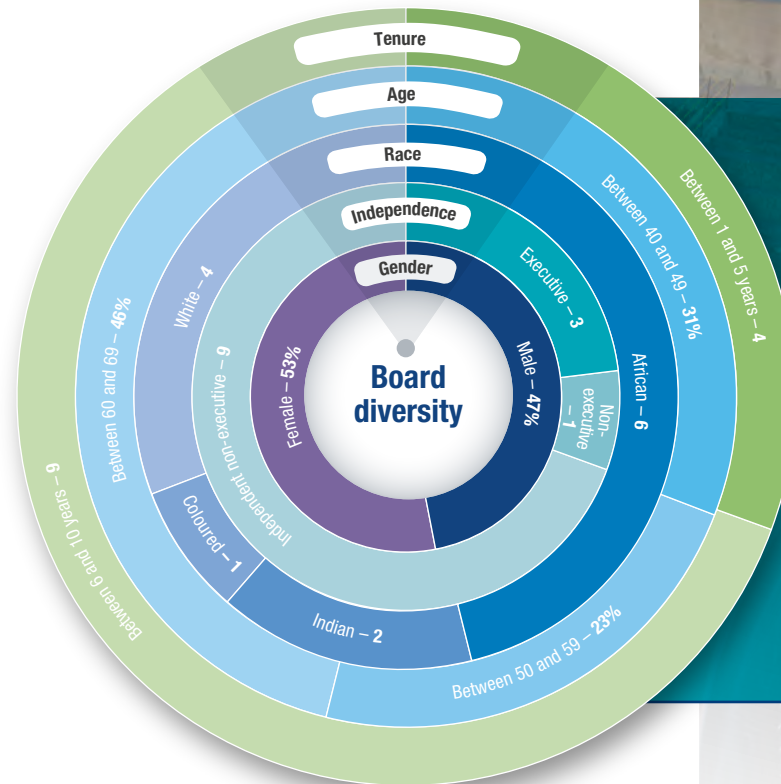 Tenure
Age
Race
Independence
Gender
Board
diversity
Male – 47%
Female – 53%
Executive – 3
Non-
executive
– 1
Independent non-executive – 9
African – 6
Indian – 2
Coloured – 1
White – 4
Between 40 and 49 – 31%
Between 50 and 59 – 23%
Between 60 and 69 – 46%
Between 1 and 5 years – 4
Between 6 and 10 years – 6